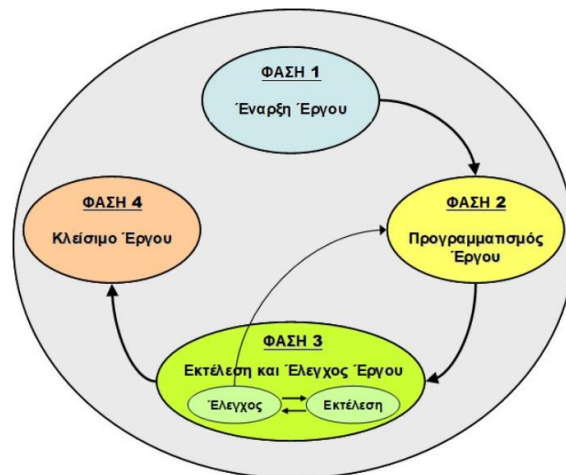 ΦΑΣΗ 1
Έναρξη Έργου
ΦΑΣΗ 4
Κλείσιμο Έργου
ΦΑΣΗ 2
Προγραμματισμός
Έργου
ΦΑΣΗ 3
Εκτέλεση και Έλεγχος Έργου
Έλεγχος
Εκτέλεση